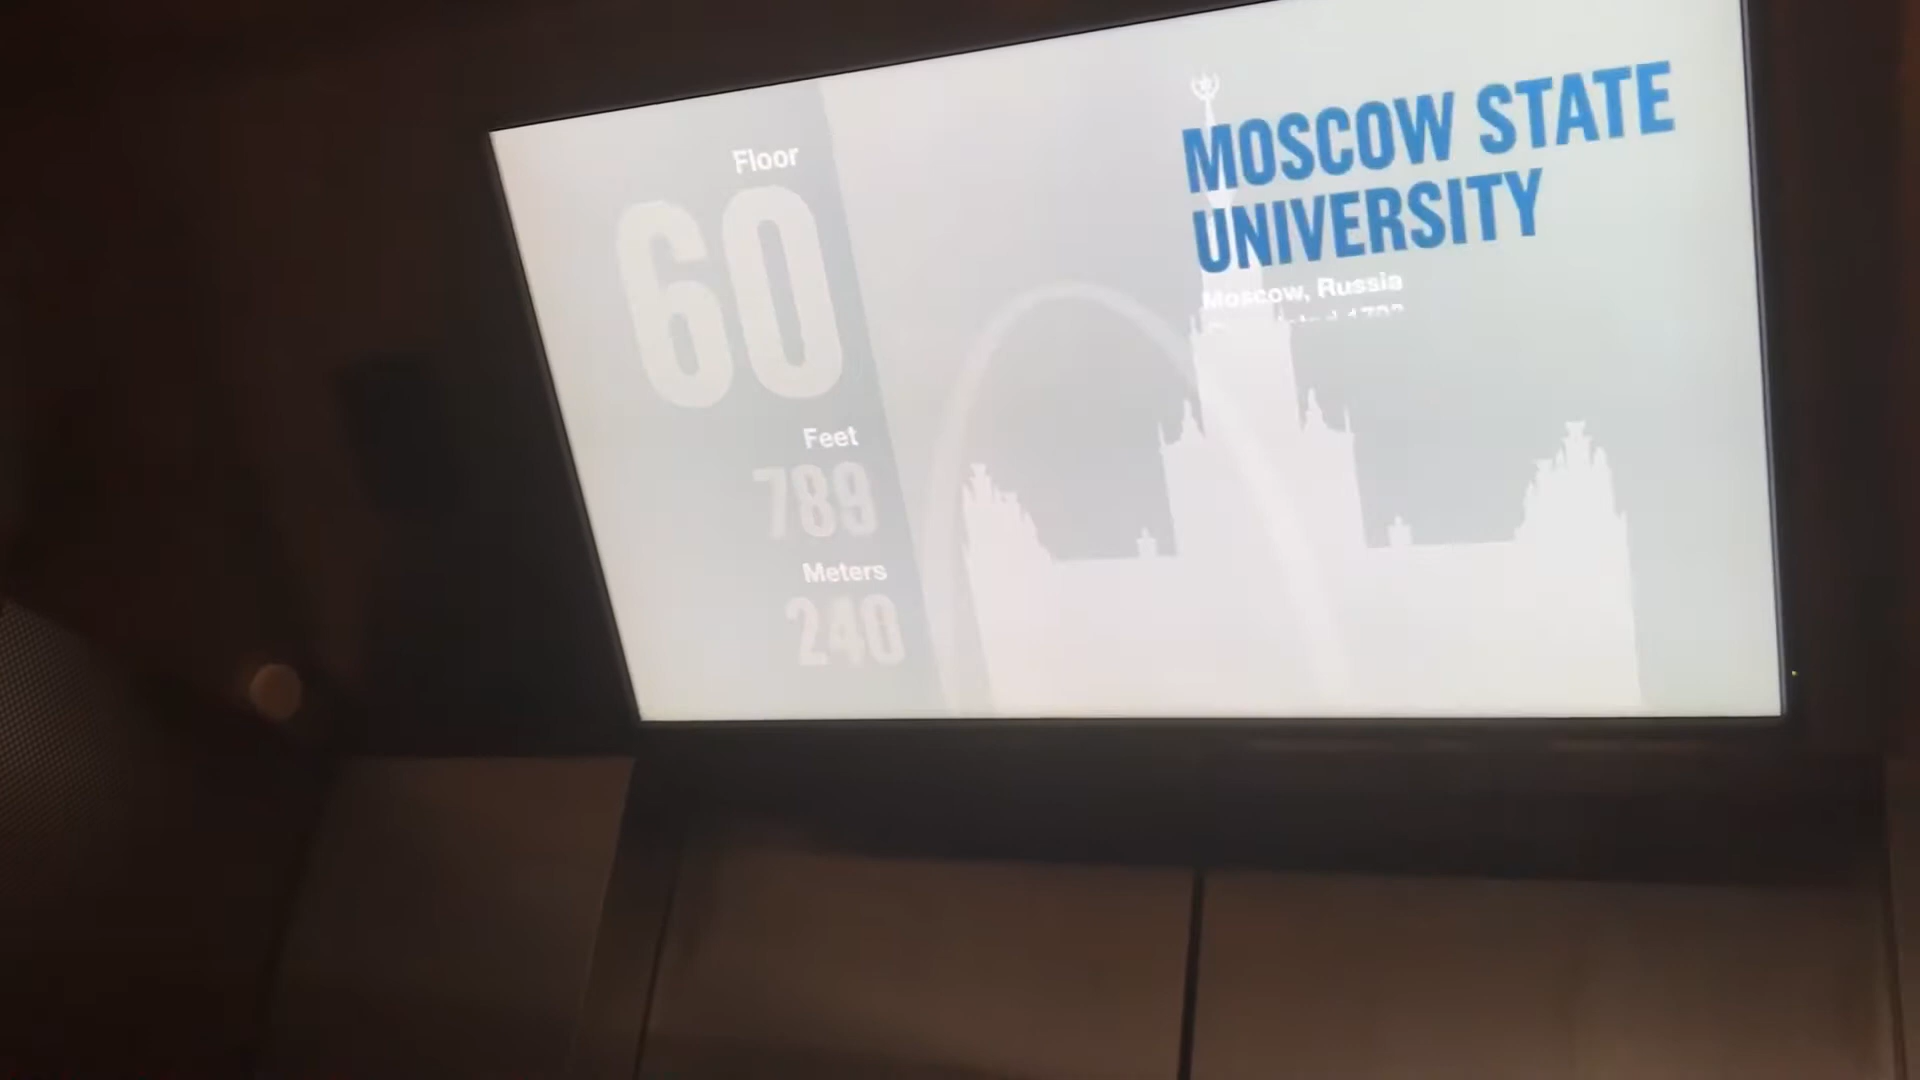 Floor
60
Feet
789
Meters
240
MOSCOW STATE
UNIVERSITY
Moscow, Russia